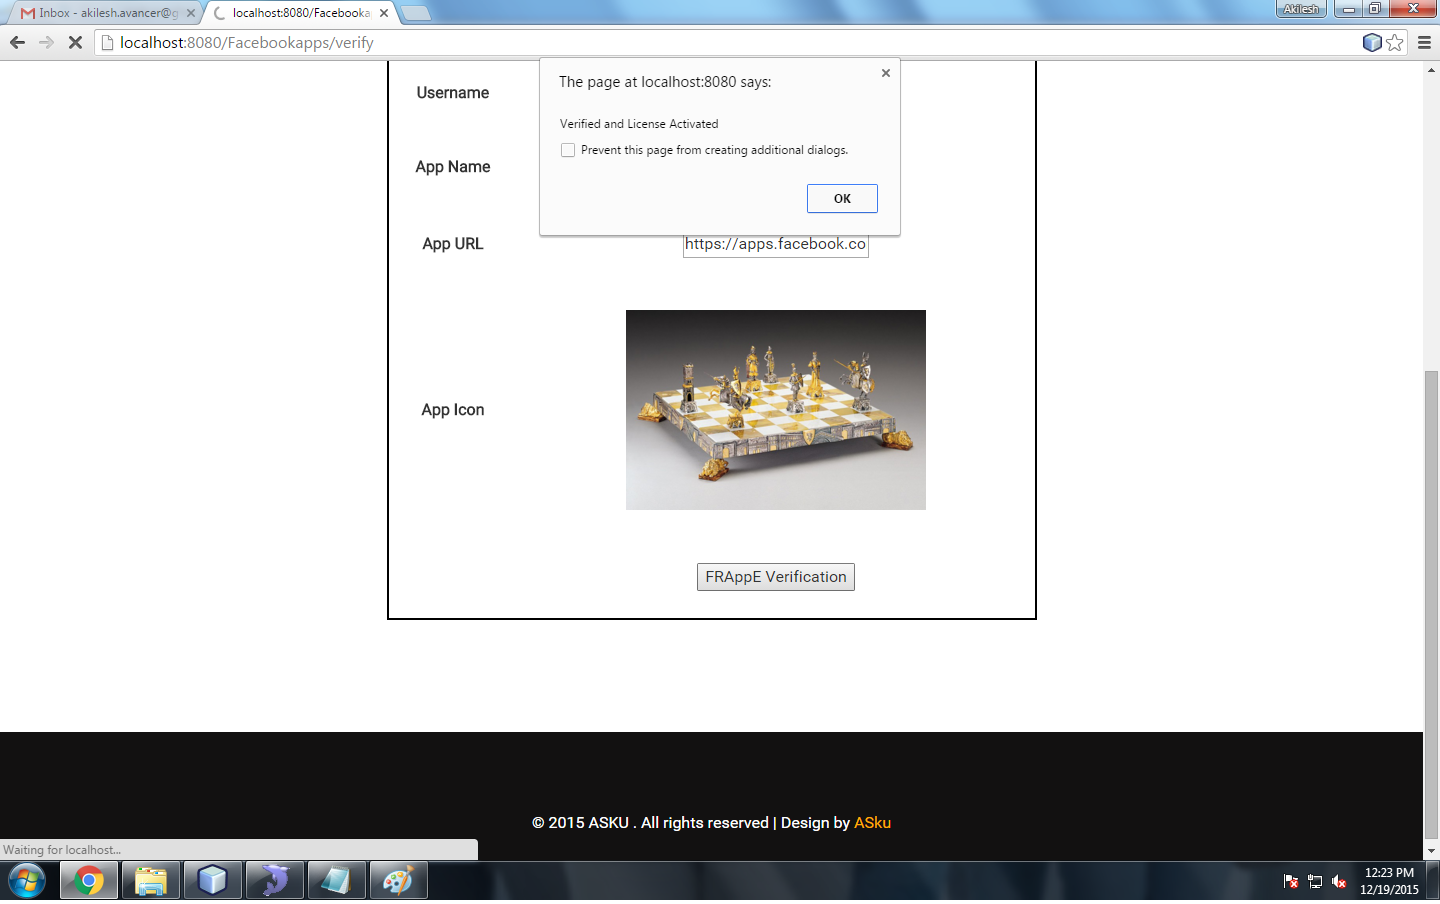 Inbox - akilesh.avancer@g
localhost:8080/Facebooka
Akilesh
localhost:8080/Facebookapps/verify
The page at localhost:8080 says:
Verified and License Activated
Prevent this page from creating additional dialogs.
OK
Username
App Name
App URL
https://apps.facebook.co
App Icon
FRAppE Verification
© 2015 ASKU . All rights reserved | Design by ASku
Waiting for localhost...
12:23 PM
12/19/2015